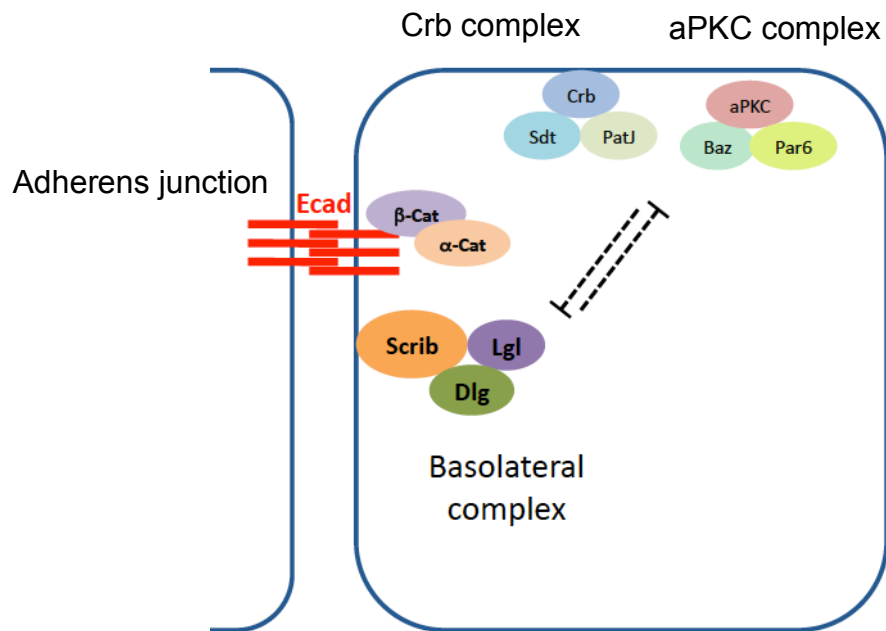 Crb complex
aPKC complex
Crb
aPKC
Sdt
PatJ
Baz
Par6
Adherens junction
Ecad
β-Cat
α-Cat
Scrib
Lgl
Dlg
Basolateral
complex